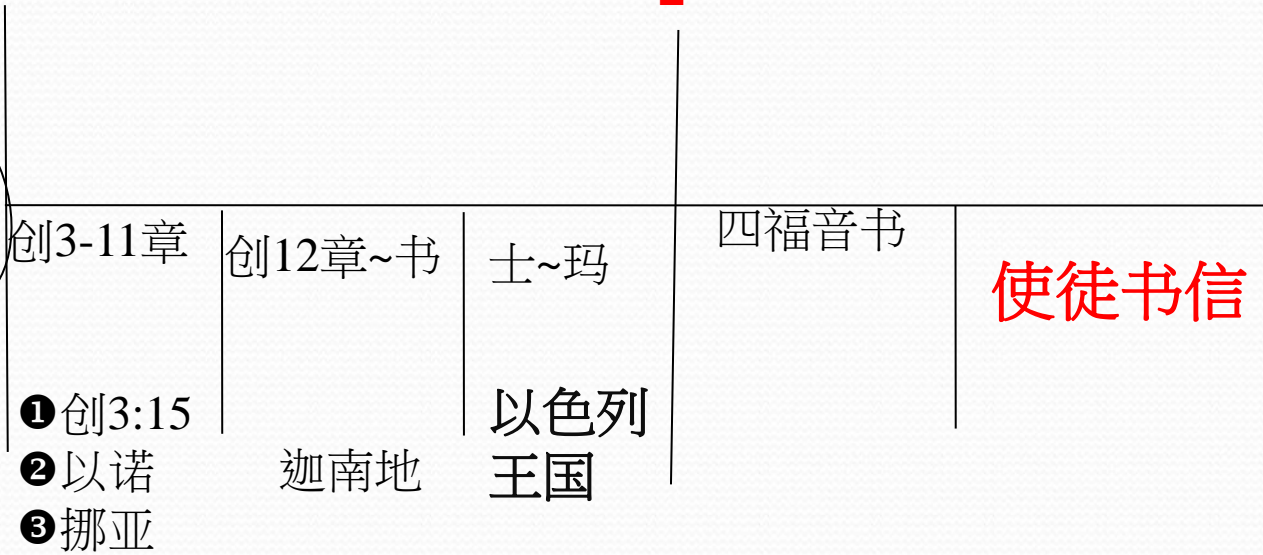 创3-11章
创12章~书
士~玛
四福音书
使徒书信
❶创3:15
❷以诺
❸挪亚
迦南地
以色列
王国